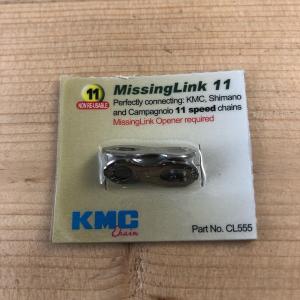 11
NON RE-USABLE
MissingLink 11
Perfectly connecting: KMC, Shimano
and Campagnolo 11 speed chains
MissingLink Opener required
KMC
Chain
Part No. CL555